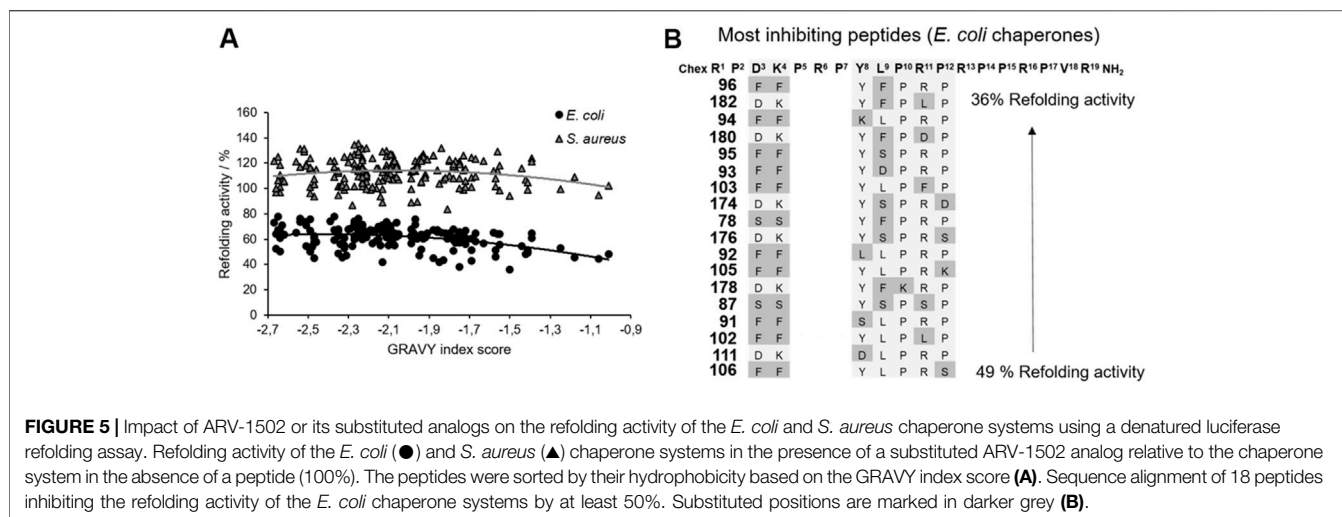 A
Refolding activity / %
160
140
120
100
80
60
40
20
0
E. coli
S. aureus
-2,7 -2,5 -2,3 -2,1 -1,9 -1,7 -1,5 -1,3 -1,1 -0,9
GRAVY index score
B Most inhibiting peptides (E. coli chaperones)
Chex R¹ P² D³ K⁴ P⁵ R⁶ P⁷ Y⁸ L⁹ P¹⁰ R¹¹ P¹² R¹³ P¹⁴ P¹⁵ R¹⁶ P¹⁷ V¹⁸ R¹⁹ NH₂
96 F F Y F P R P
182 D K Y F P L P
94 F F K L P R P
180 D K Y F P D P
95 F F Y S P R P
93 F F Y D P R P
103 F F Y L P F P
174 D K Y S P R D
78 S S Y F P R P
176 D K Y S P R S
92 F F L L P R P
105 F F Y L P R K
178 D K Y F K R P
87 S S Y S P S P
91 F F S L P R P
102 F F Y L P L P
111 D K D L P R P
106 F F Y L P R S
36% Refolding activity
49 % Refolding activity
FIGURE 5 | Impact of ARV-1502 or its substituted analogs on the refolding activity of the E. coli and S. aureus chaperone systems using a denatured luciferase
refolding assay. Refolding activity of the E. coli (●) and S. aureus (▲) chaperone systems in the presence of a substituted ARV-1502 analog relative to the chaperone
system in the absence of a peptide (100%). The peptides were sorted by their hydrophobicity based on the GRAVY index score (A). Sequence alignment of 18 peptides
inhibiting the refolding activity of the E. coli chaperone systems by at least 50%. Substituted positions are marked in darker grey (B).